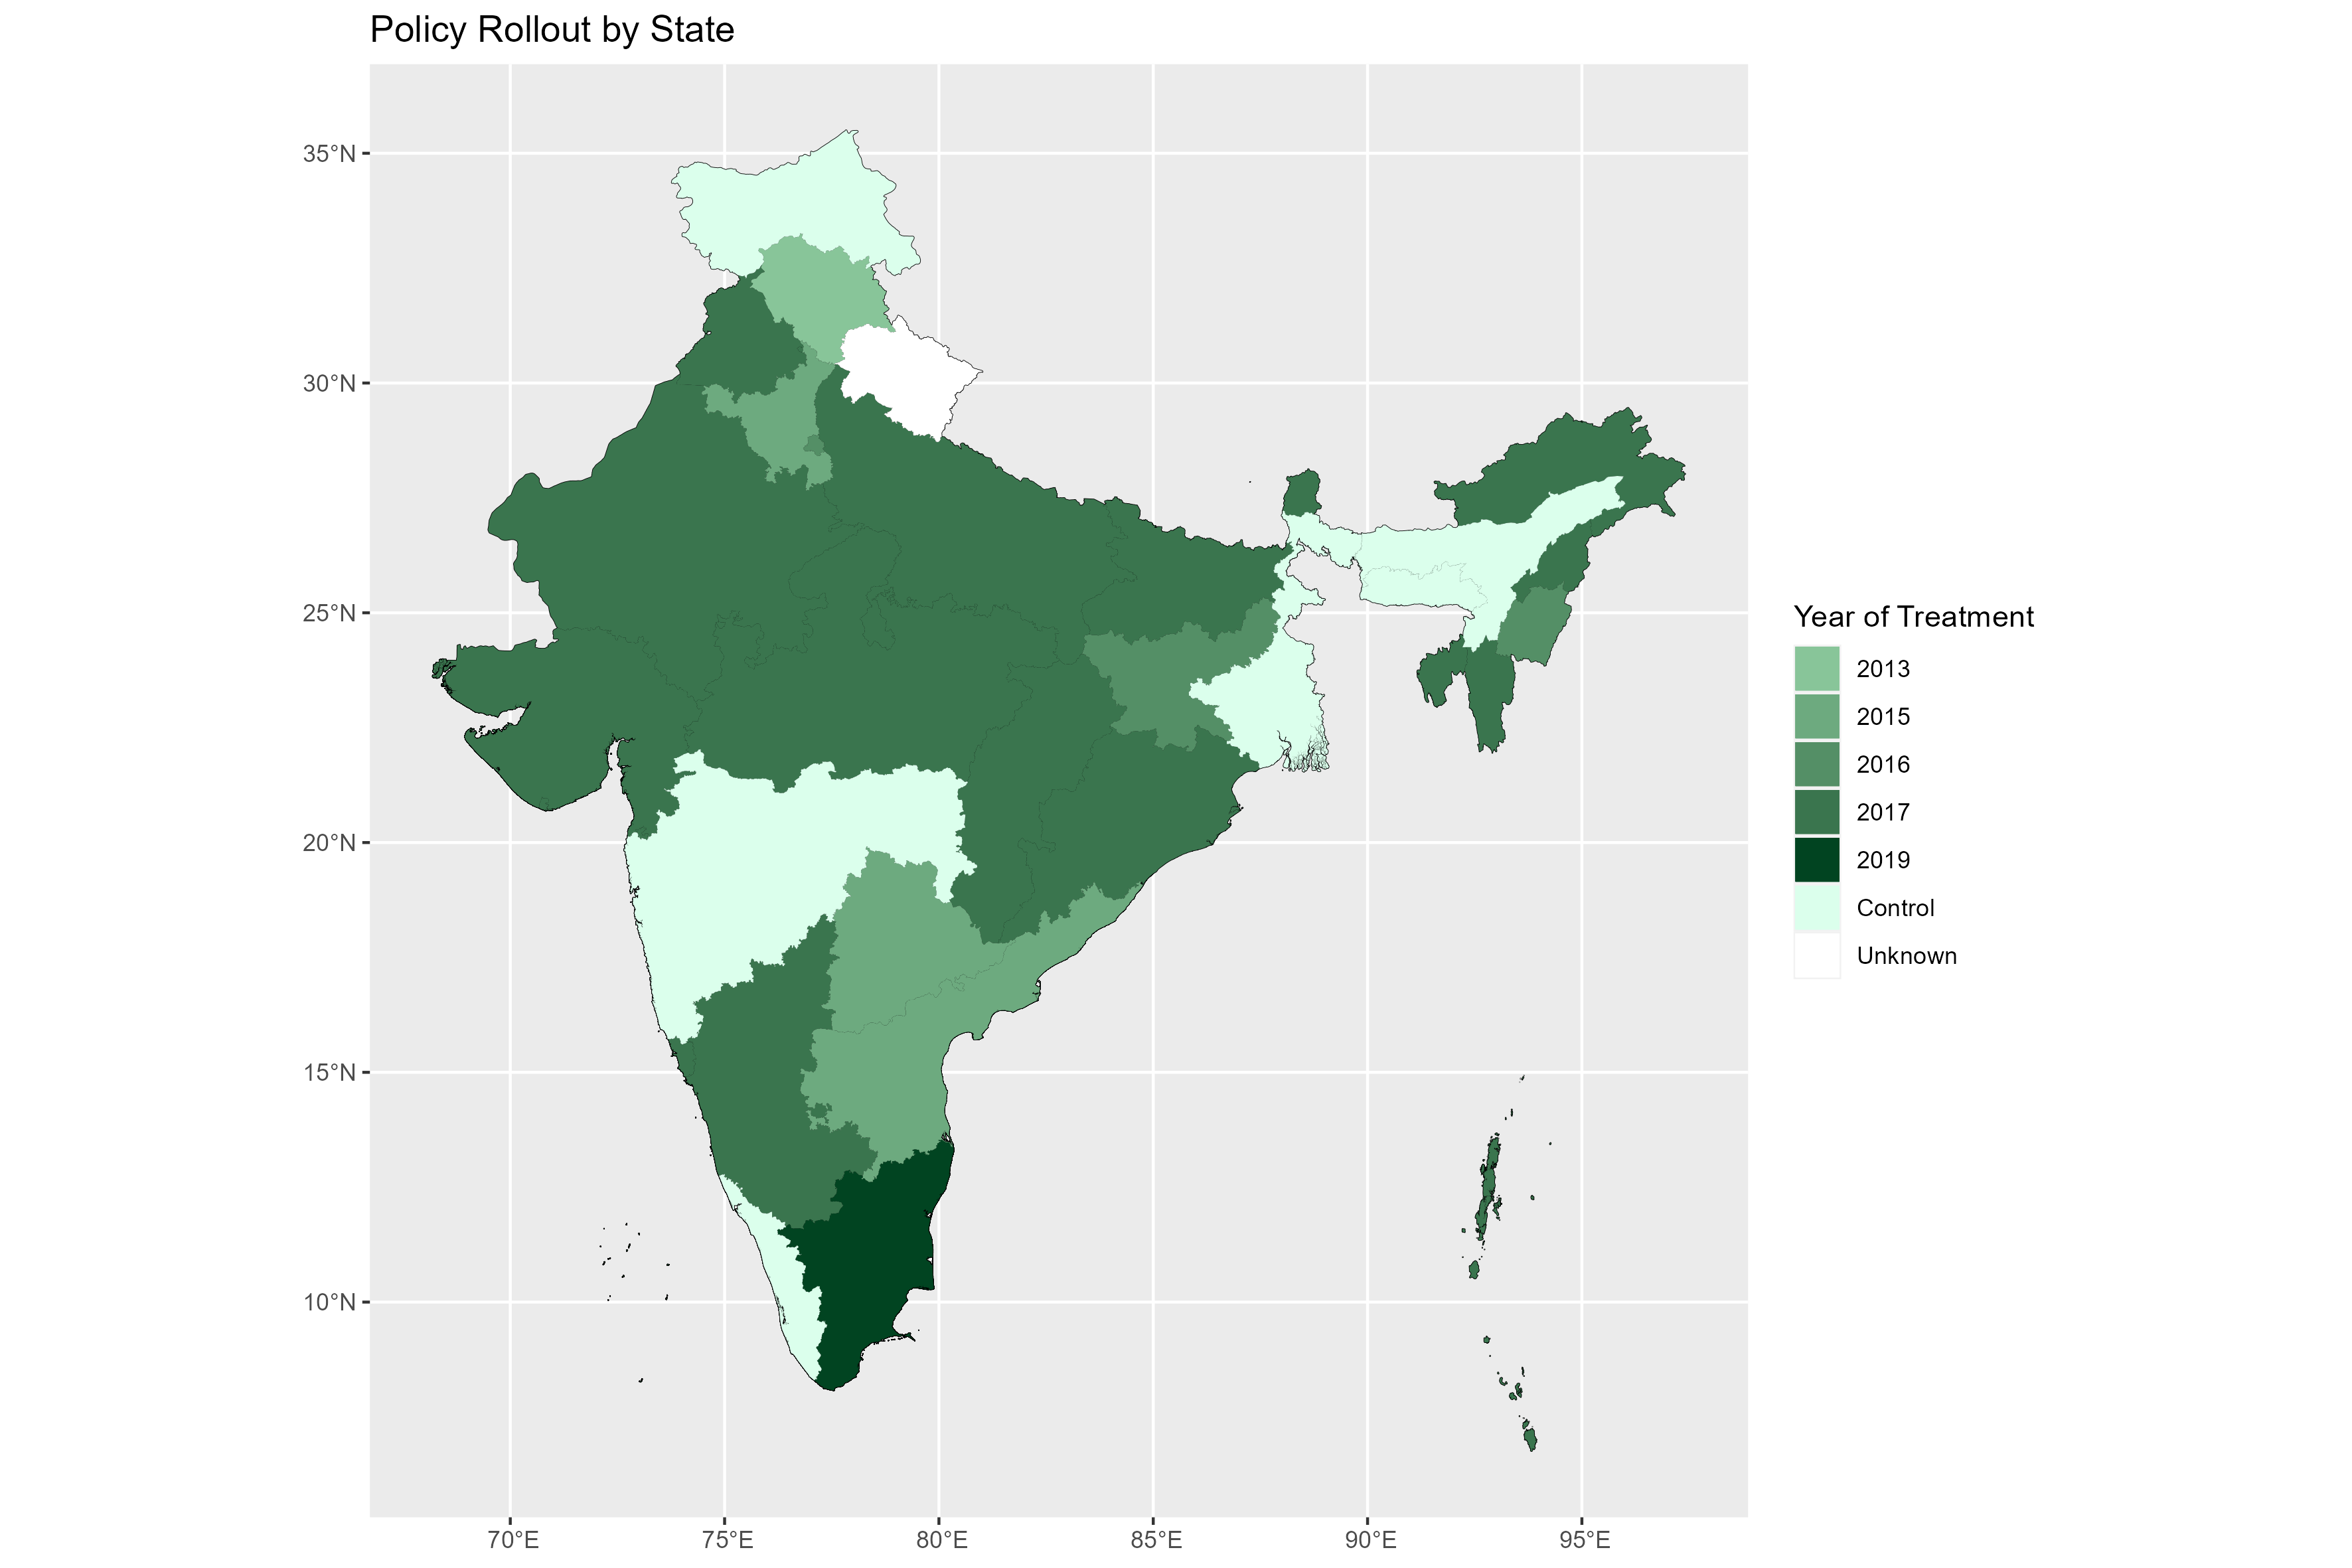 Policy Rollout by State
35°N
30°N
25°N
20°N
15°N
10°N
70°E
75°E
80°E
85°E
90°E
95°E
Year of Treatment
2013
2015
2016
2017
2019
Control
Unknown